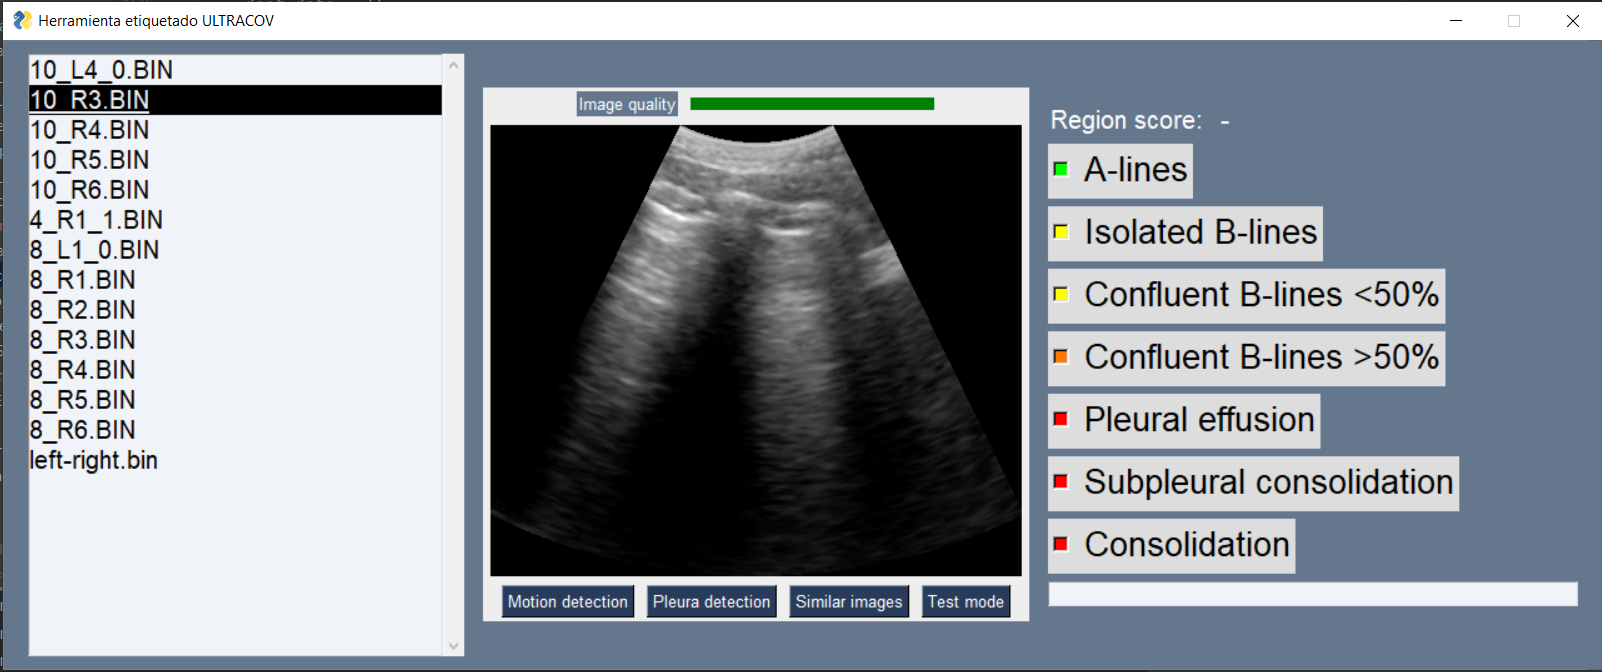 Herramienta etiquetado ULTRACOV
10_L4_0.BIN
10_R3.BIN
10_R4.BIN
10_R5.BIN
10_R6.BIN
4_R1_1.BIN
8_L1_0.BIN
8_R1.BIN
8_R2.BIN
8_R3.BIN
8_R4.BIN
8_R5.BIN
8_R6.BIN
left-right.bin
Image quality
Motion detection
Pleura detection
Similar images
Test mode
Region score: -
A-lines
Isolated B-lines
Confluent B-lines <50%
Confluent B-lines >50%
Pleural effusion
Subpleural consolidation
Consolidation